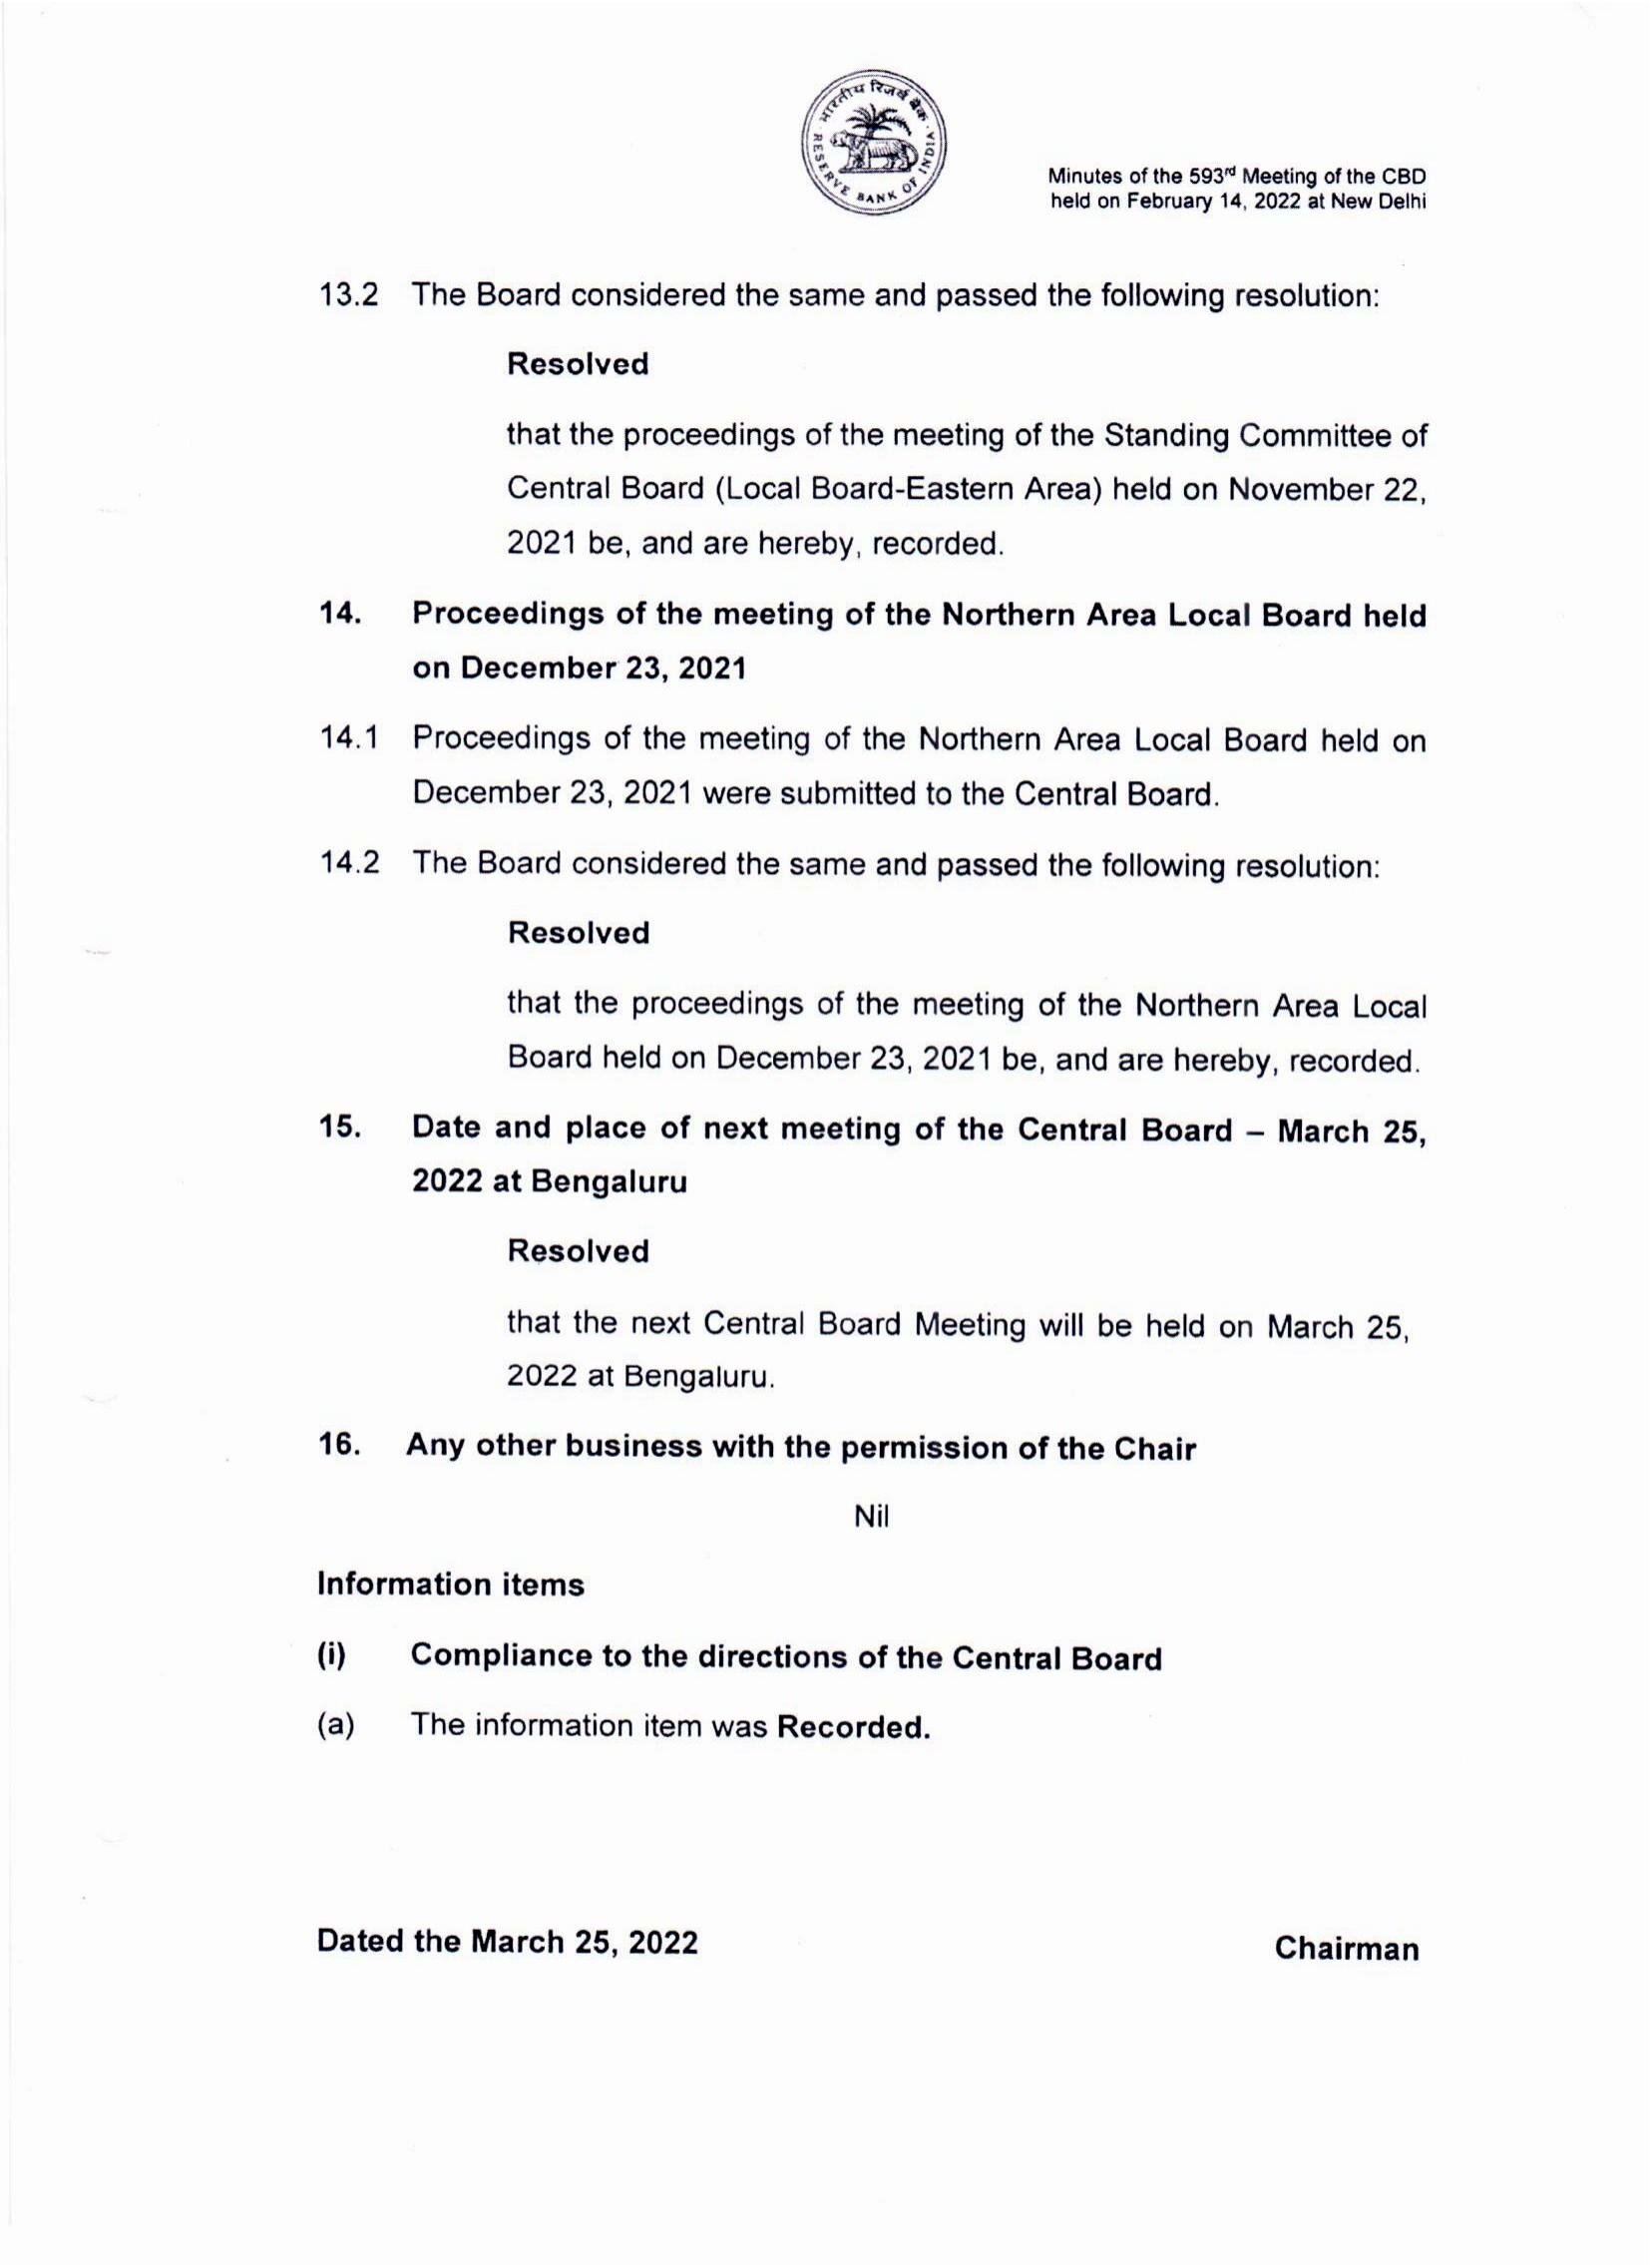 भारतीय रिज़र्व बैंक
RESERVE BANK OF INDIA
Minutes of the 593rd Meeting of the CBD
held on February 14, 2022 at New Delhi
13.2 The Board considered the same and passed the following resolution:
Resolved
that the proceedings of the meeting of the Standing Committee of
Central Board (Local Board-Eastern Area) held on November 22,
2021 be, and are hereby, recorded.
14. Proceedings of the meeting of the Northern Area Local Board held
on December 23, 2021
14.1 Proceedings of the meeting of the Northern Area Local Board held on
December 23, 2021 were submitted to the Central Board.
14.2 The Board considered the same and passed the following resolution:
Resolved
that the proceedings of the meeting of the Northern Area Local
Board held on December 23, 2021 be, and are hereby, recorded.
15. Date and place of next meeting of the Central Board – March 25,
2022 at Bengaluru
Resolved
that the next Central Board Meeting will be held on March 25,
2022 at Bengaluru.
16. Any other business with the permission of the Chair
Nil
Information items
(i) Compliance to the directions of the Central Board
(a) The information item was Recorded.
Dated the March 25, 2022 Chairman